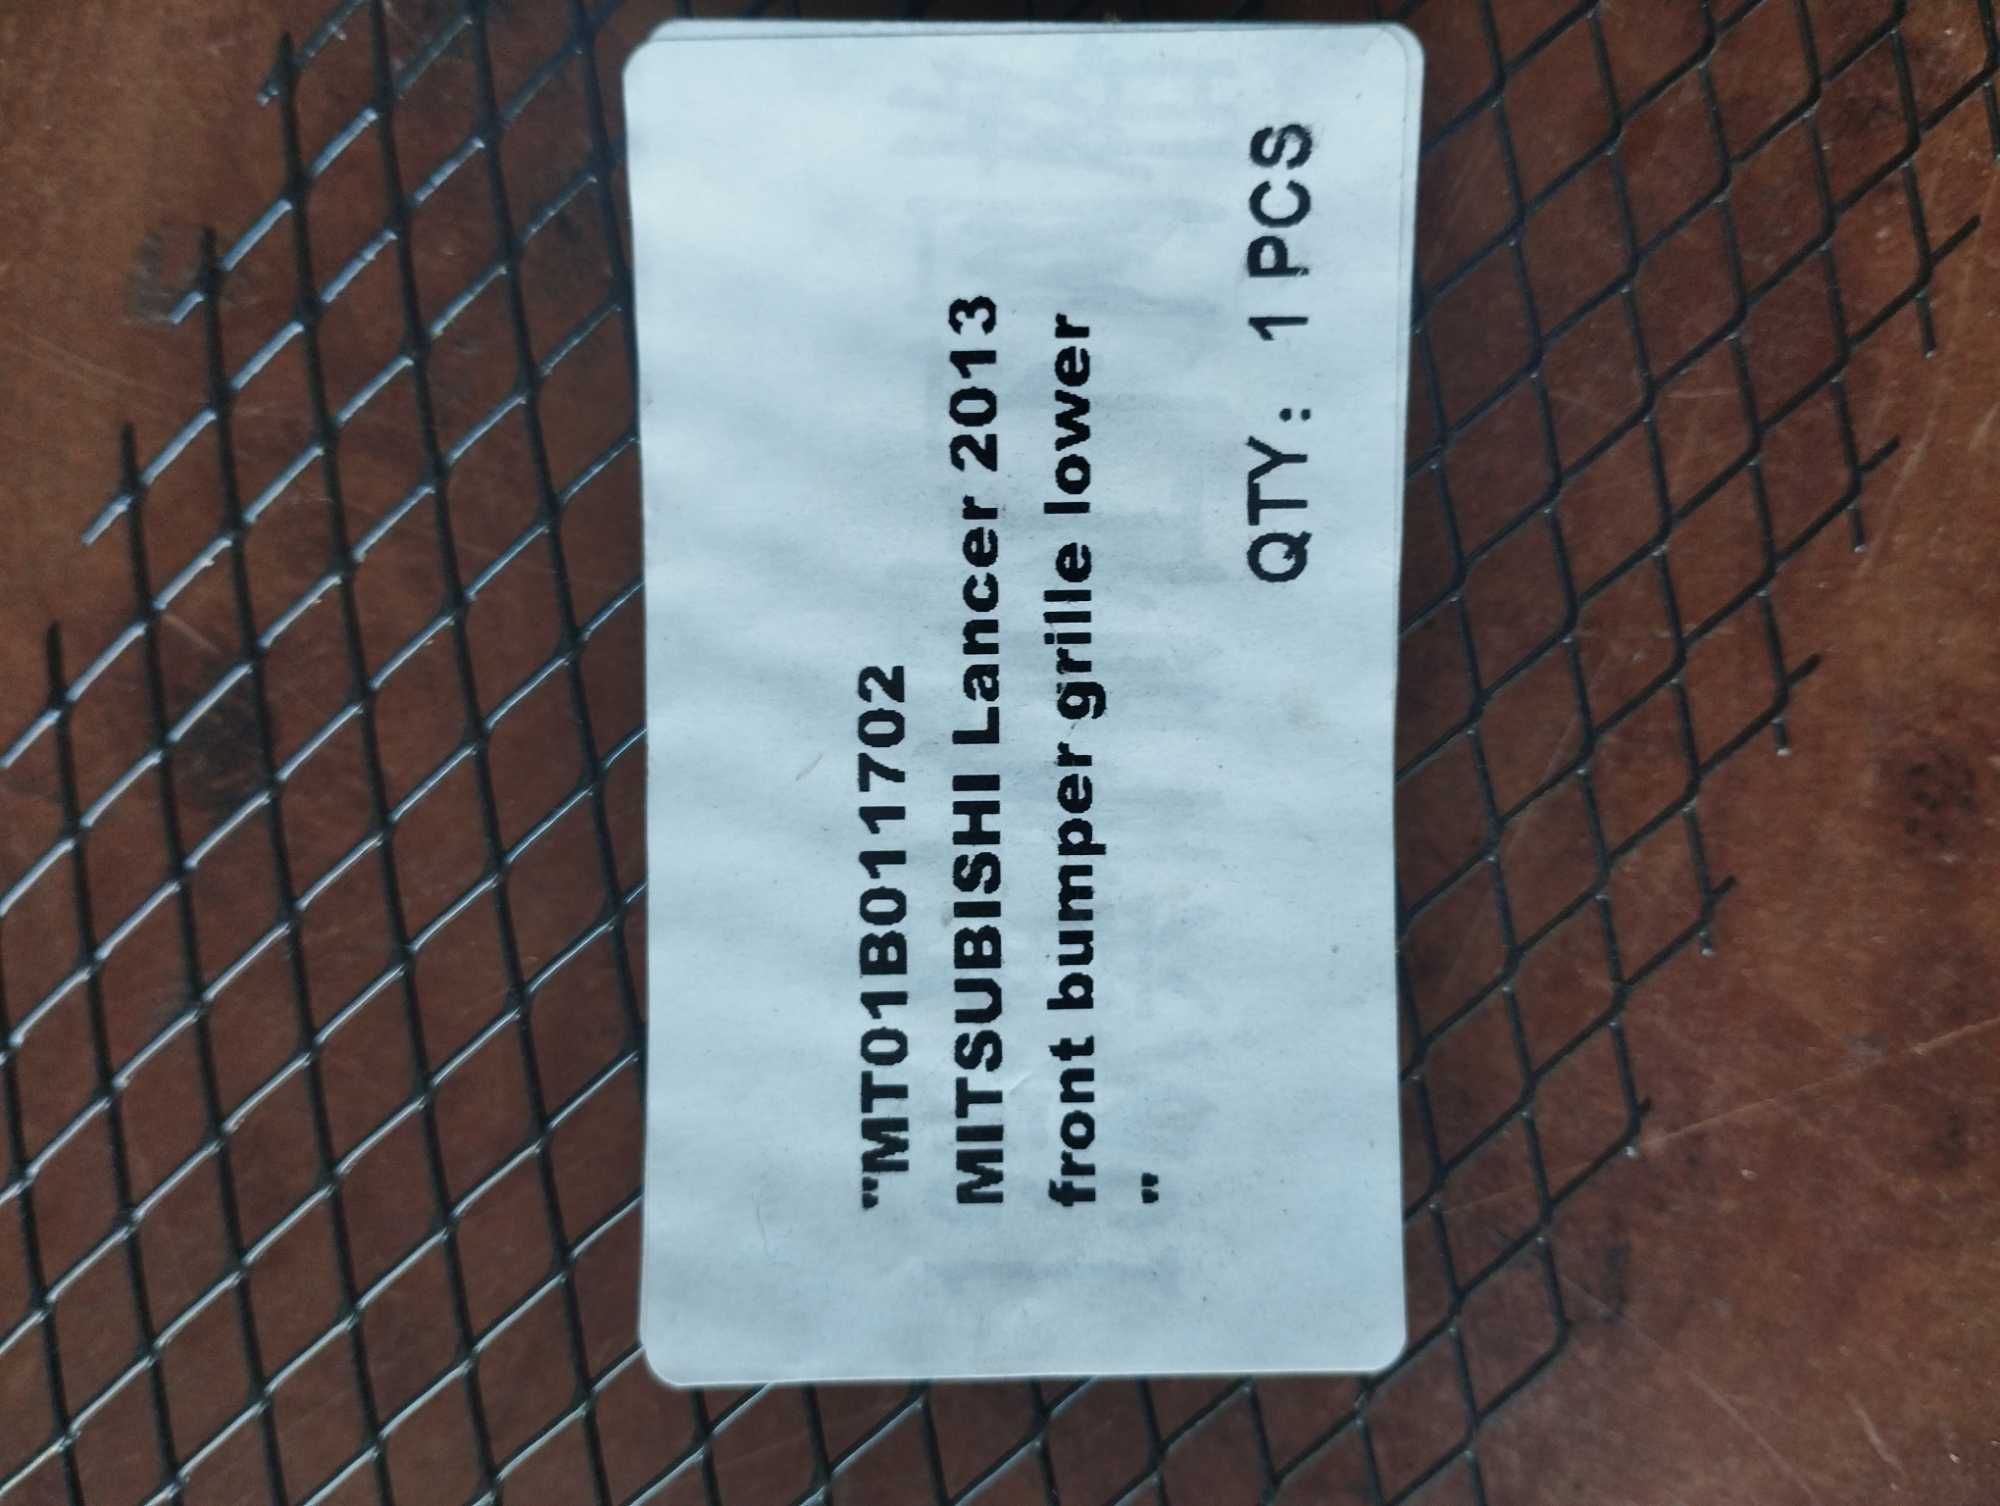 "MT01B011702
MITSUBISHI Lancer 2013
front bumper grille lower
"
QTY: 1 PCS